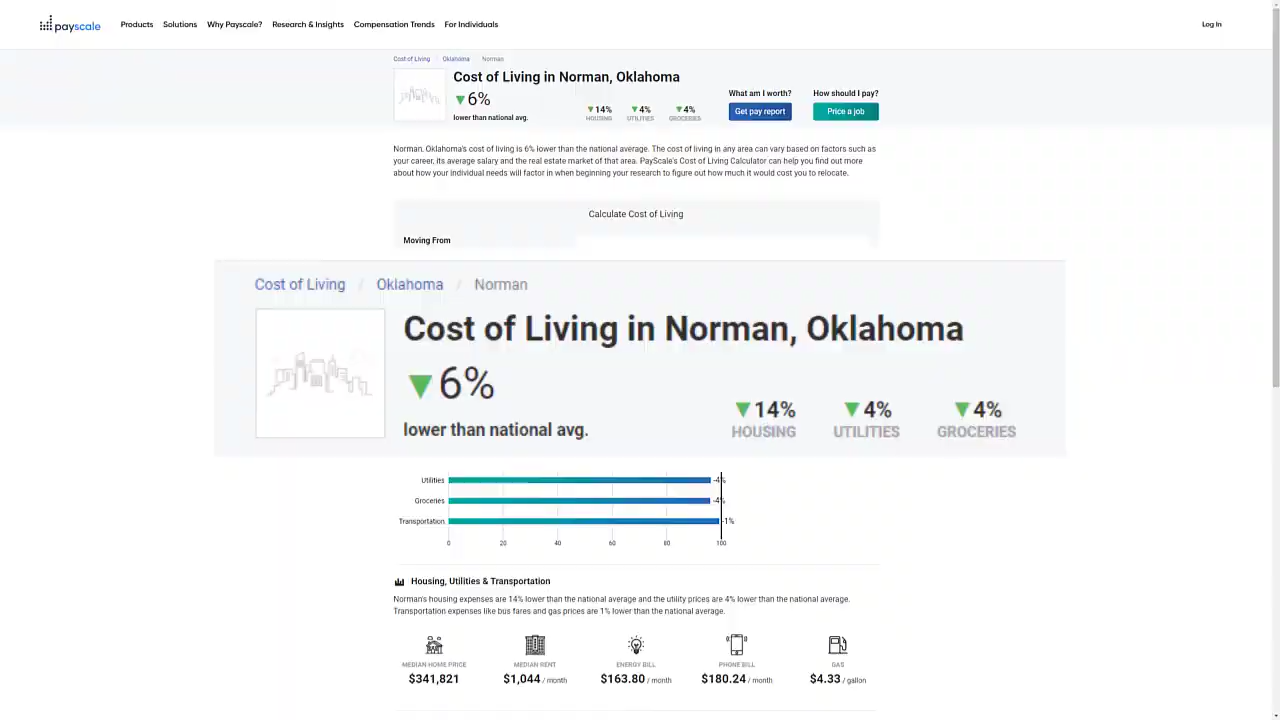 payscale Products Solutions Why Payscale? Research & Insights Compensation Trends For Individuals Log In
Cost of Living / Oklahoma / Norman
Cost of Living in Norman, Oklahoma
6%
lower than national avg.
14% 4% 4%
HOUSING UTILITIES GROCERIES
What am I worth? How should I pay?
Get pay report Price a job
Norman, Oklahoma's cost of living is 6% lower than the national average. The cost of living in any area can vary based on factors such as
your career, its average salary and the real estate market of that area. PayScale's Cost of Living Calculator can help you find out more
about how your individual needs will factor in when beginning your research to figure out how much it would cost you to relocate.
Calculate Cost of Living
Moving From
Cost of Living / Oklahoma / Norman
Cost of Living in Norman, Oklahoma
6%
lower than national avg.
14% 4% 4%
HOUSING UTILITIES GROCERIES
Utilities -4%
Groceries -4%
Transportation -1%
0 20 40 60 80 100
Housing, Utilities & Transportation
Norman's housing expenses are 14% lower than the national average and the utility prices are 4% lower than the national average.
Transportation expenses like bus fares and gas prices are 1% lower than the national average.
MEDIAN HOME PRICE MEDIAN RENT ENERGY BILL PHONE BILL GAS
$341,821 $1,044 / month $163.80 / month $180.24 / month $4.33 / gallon